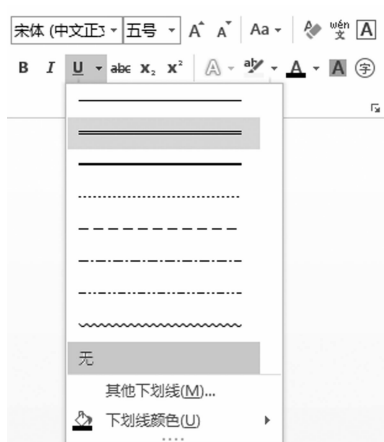 宋体 (中文正 五号 A A Aa wén 文 A
B I U abc X₂ X² A ab A A 字
无
其他下划线(M)...
下划线颜色(U)